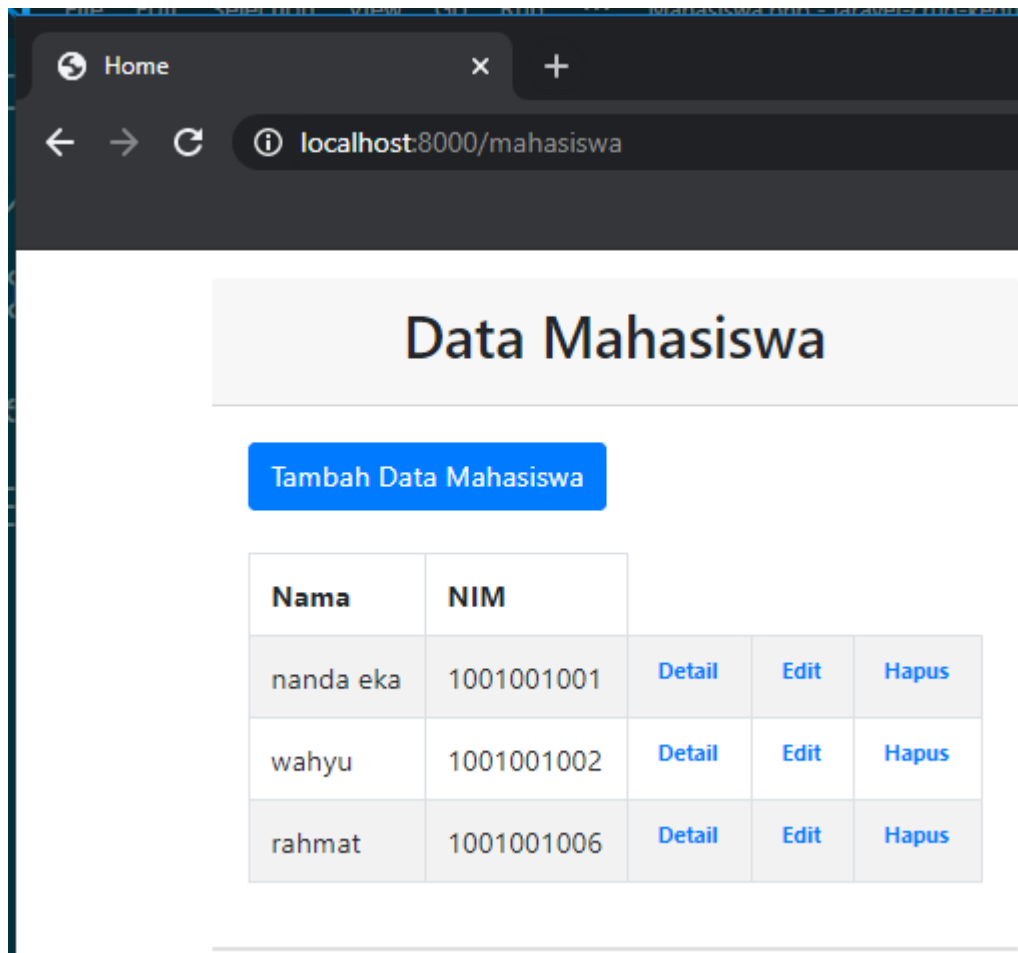 Home
localhost:8000/mahasiswa
Data Mahasiswa
Tambah Data Mahasiswa
Nama NIM
nanda eka 1001001001 Detail Edit Hapus
wahyu 1001001002 Detail Edit Hapus
rahmat 1001001006 Detail Edit Hapus